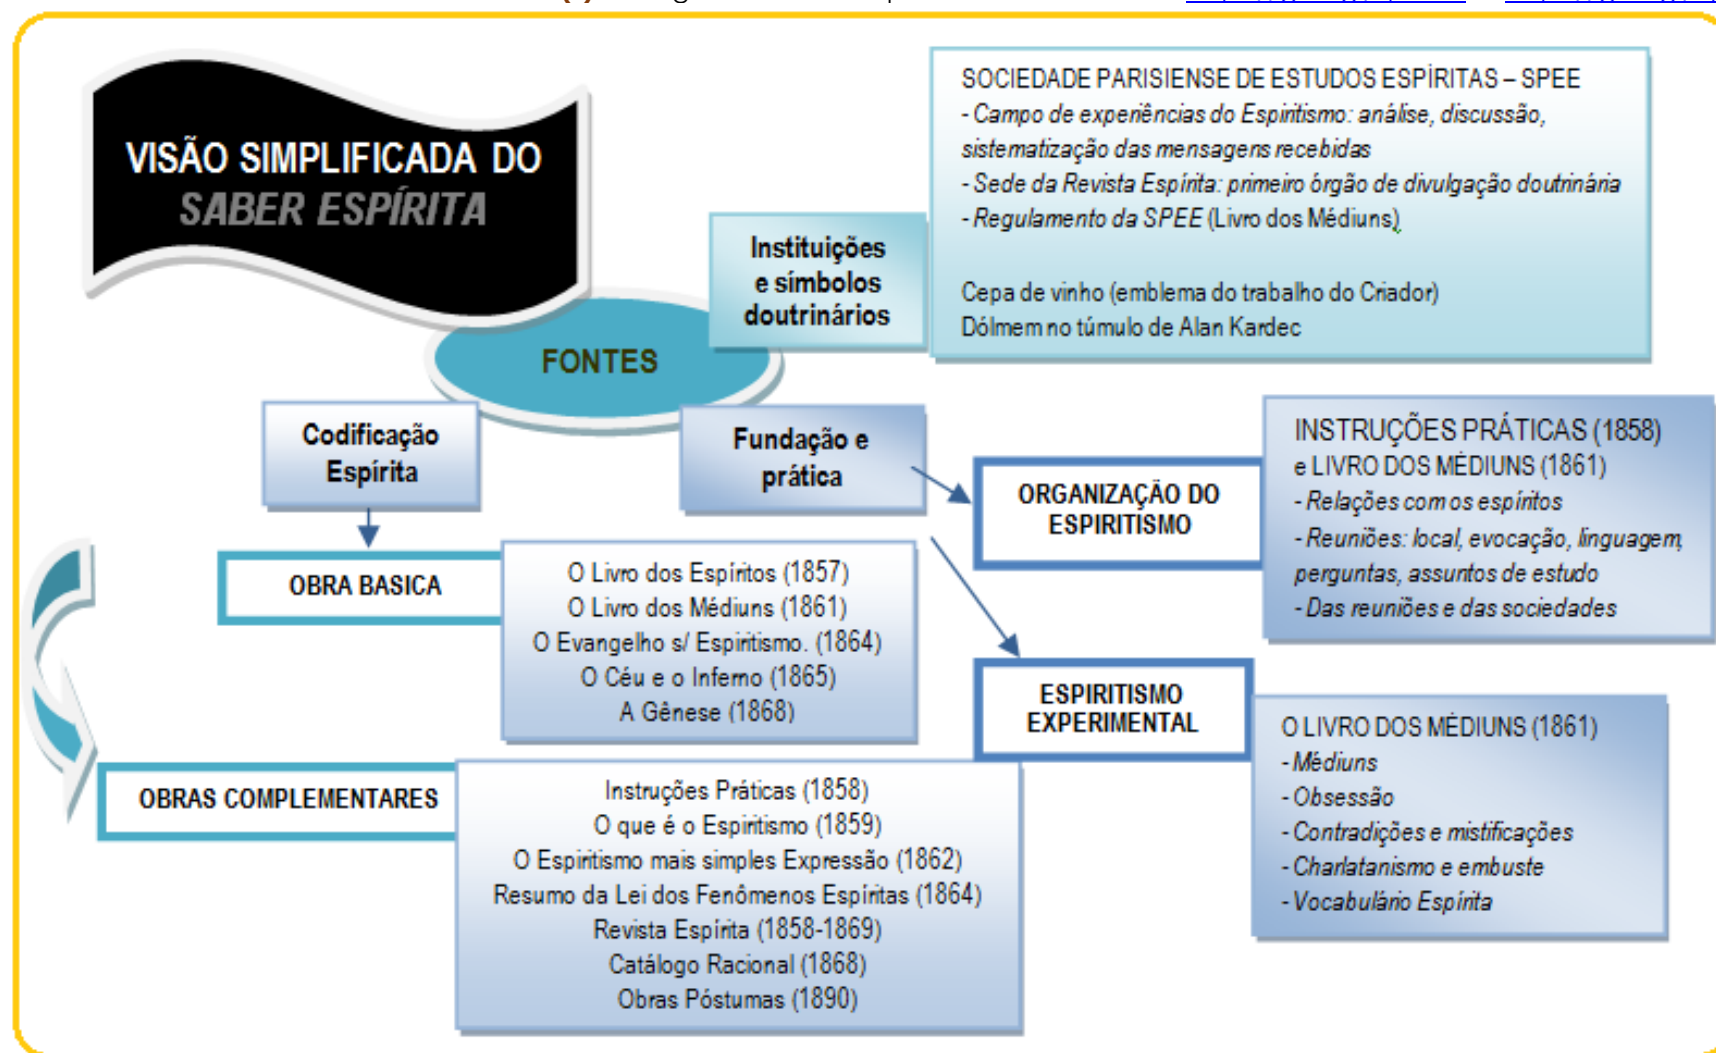 VISÃO SIMPLIFICADA DO
SABER ESPÍRITA
FONTES
Instituições
e símbolos
doutrinários
SOCIEDADE PARISIENSE DE ESTUDOS ESPÍRITAS – SPEE
- Campo de experiências do Espiritismo: análise, discussão,
sistematização das mensagens recebidas
- Sede da Revista Espírita: primeiro órgão de divulgação doutrinária
- Regulamento da SPEE (Livro dos Médiuns)
Cepa de vinho (emblema do trabalho do Criador)
Dólmem no túmulo de Alan Kardec
Codificação
Espírita
OBRA BASICA
O Livro dos Espíritos (1857)
O Livro dos Médiuns (1861)
O Evangelho s/ Espiritismo. (1864)
O Céu e o Inferno (1865)
A Gênese (1868)
OBRAS COMPLEMENTARES
Instruções Práticas (1858)
O que é o Espiritismo (1859)
O Espiritismo mais simples Expressão (1862)
Resumo da Lei dos Fenômenos Espíritas (1864)
Revista Espírita (1858-1869)
Catálogo Racional (1868)
Obras Póstumas (1890)
Fundação e
prática
ORGANIZAÇÃO DO
ESPIRITISMO
INSTRUÇÕES PRÁTICAS (1858)
e LIVRO DOS MÉDIUNS (1861)
- Relações com os espíritos
- Reuniões: local, evocação, linguagem,
perguntas, assuntos de estudo
- Das reuniões e das sociedades
ESPIRITISMO
EXPERIMENTAL
O LIVRO DOS MÉDIUNS (1861)
- Médiuns
- Obsessão
- Contradições e mistificações
- Charlatanismo e embuste
- Vocabulário Espírita